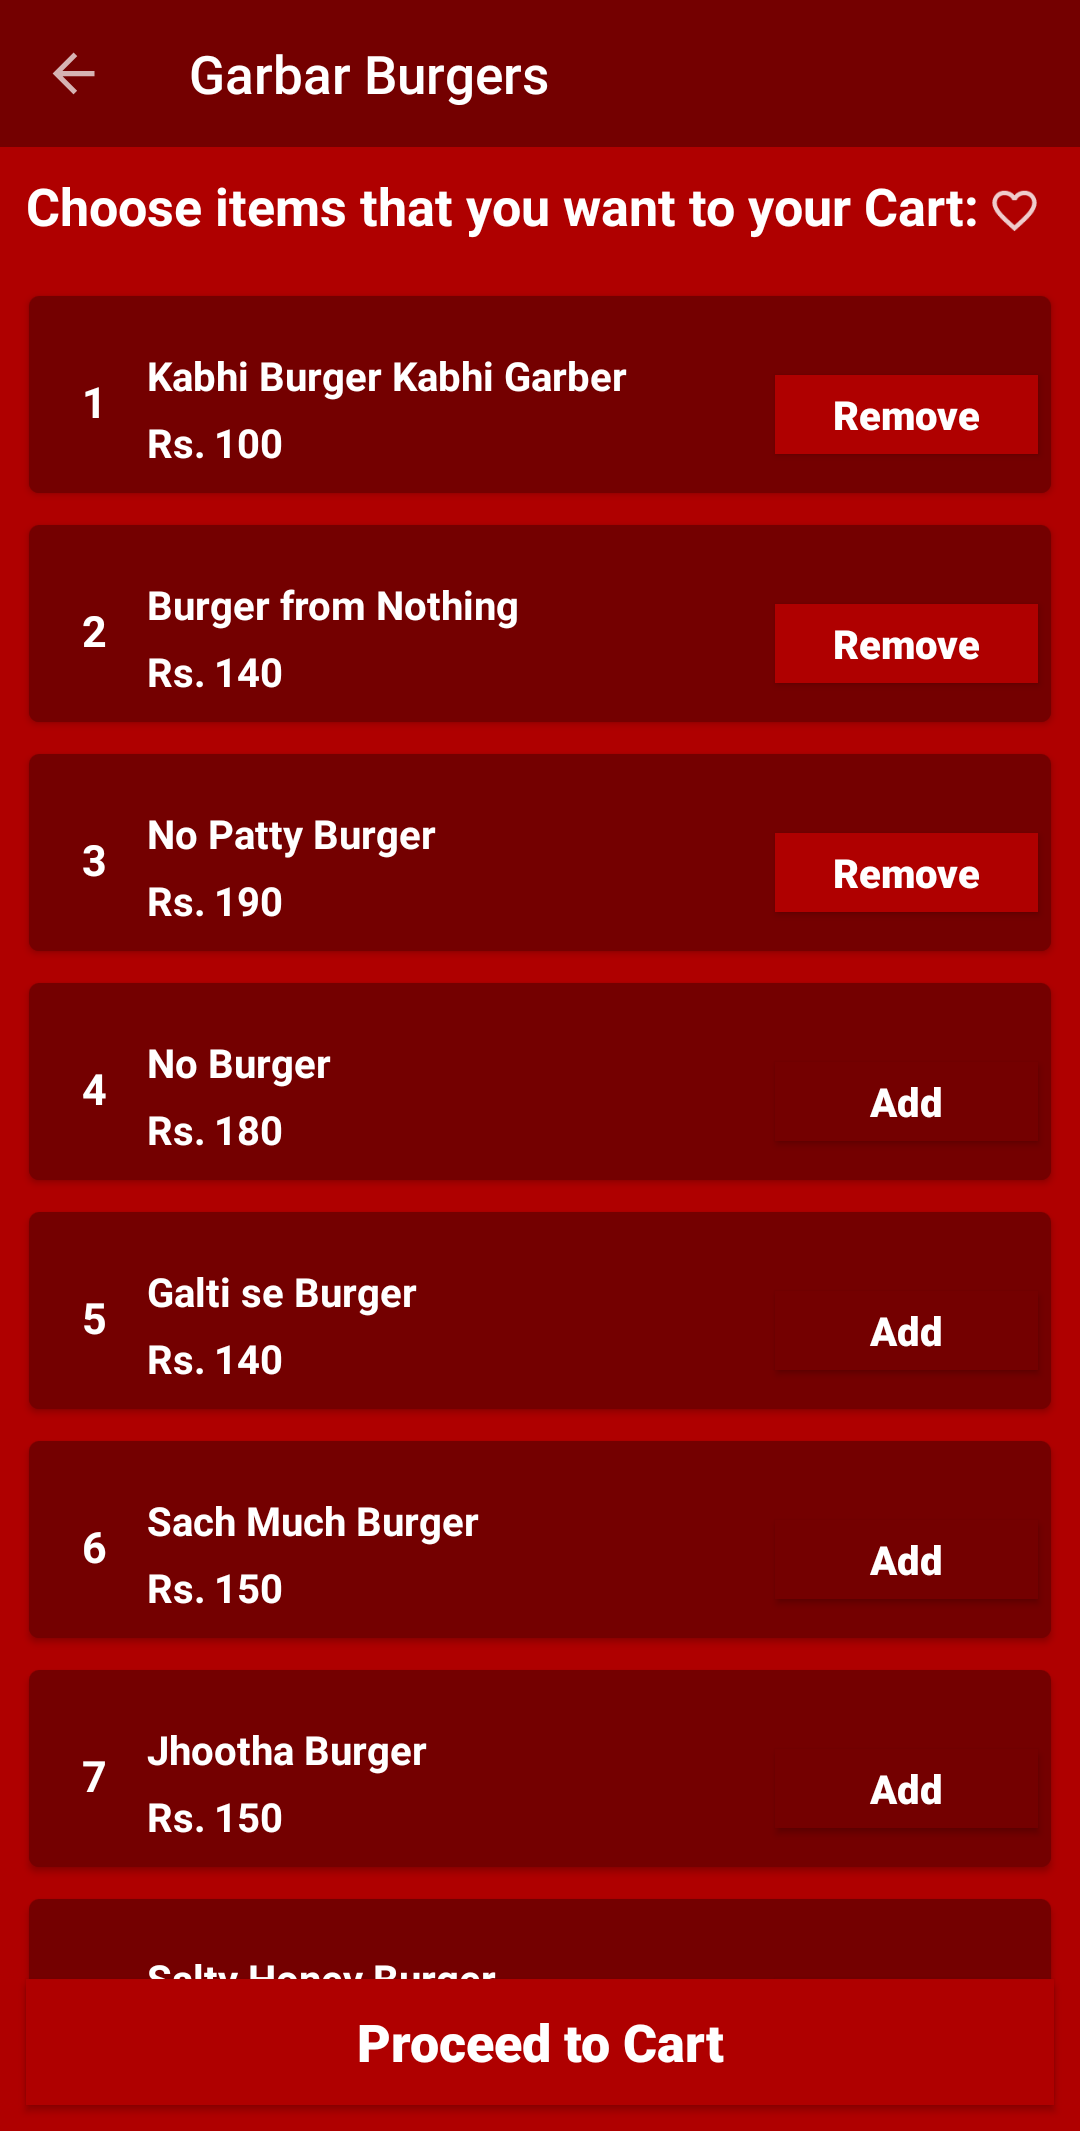 Garbar Burgers
Choose items that you want to your Cart:
1
Kabhi Burger Kabhi Garber
Rs. 100
Remove
2
Burger from Nothing
Rs. 140
Remove
3
No Patty Burger
Rs. 190
Remove
4
No Burger
Rs. 180
Add
5
Galti se Burger
Rs. 140
Add
6
Sach Much Burger
Rs. 150
Add
7
Jhootha Burger
Rs. 150
Add
Salty Honey Burger
Proceed to Cart